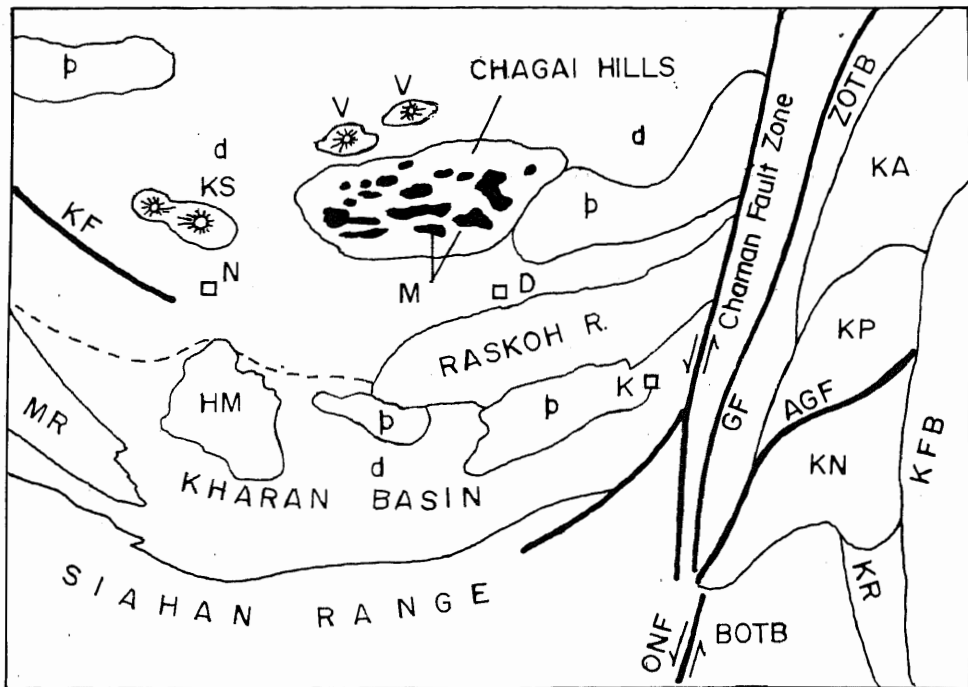 þ
CHAGAI HILLS
V
V
d
KS
d
þ
KF
N
M
D
RASKOH R.
K
þ
þ
HM
MR
d
KHARAN BASIN
SIAHAN RANGE
Chaman Fault Zone
ZOTB
KA
KP
GF
AGF
KN
KFB
KR
ONF
BOTB